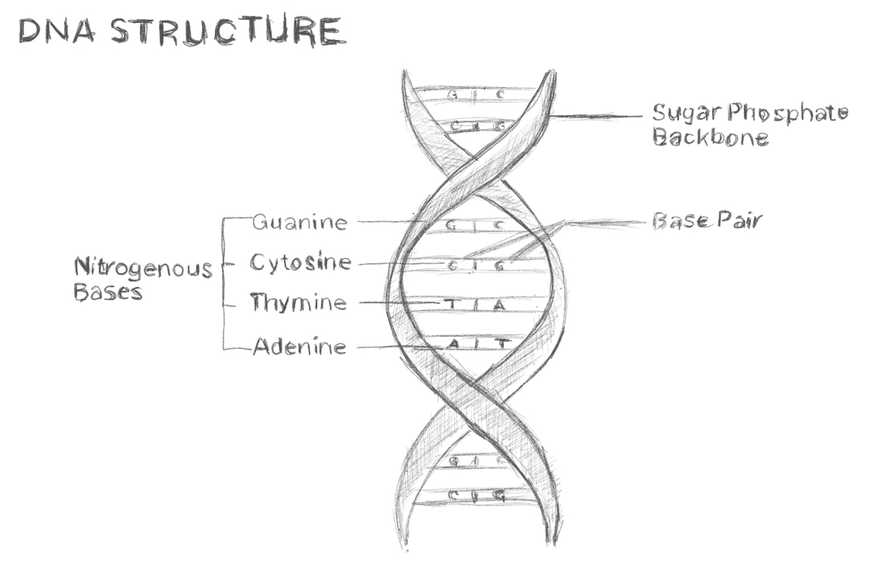 DNA STRUCTURE
G | C
C | G
Sugar Phosphate
Backbone
Guanine
G | C
Base Pair
Nitrogenous
Bases
Cytosine
C | G
Thymine
T | A
Adenine
A | T
G | C
C | G